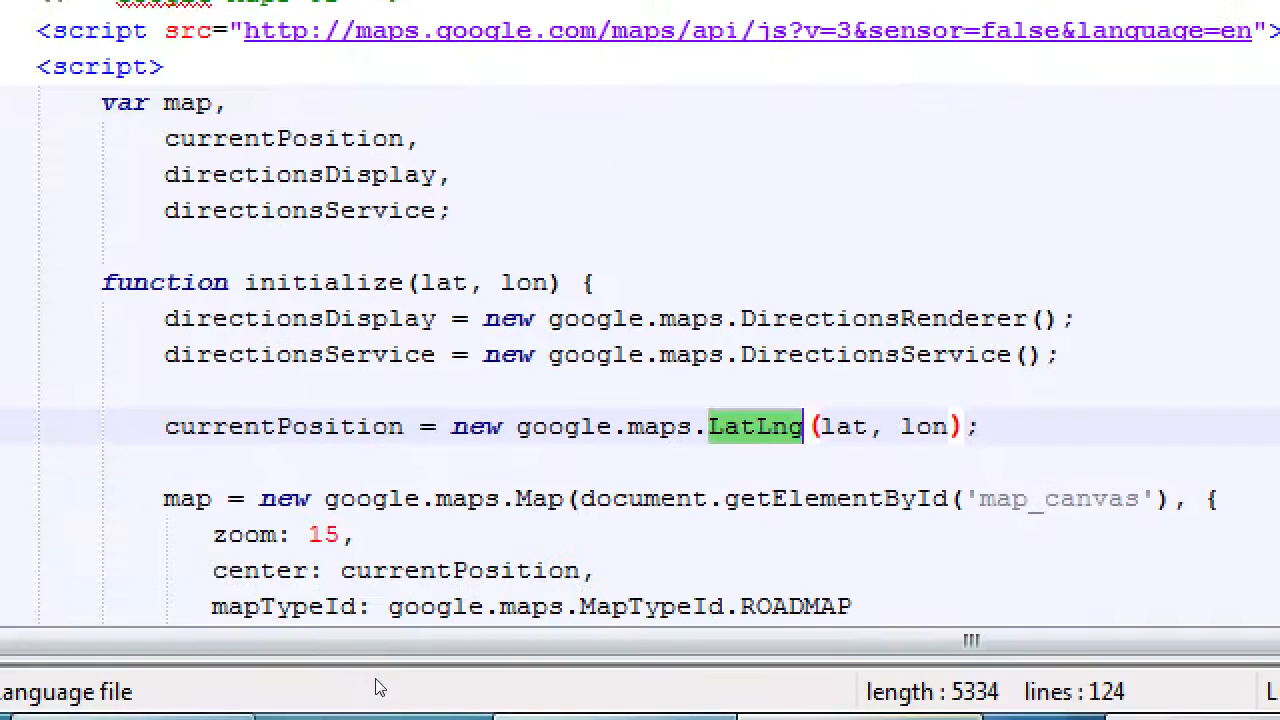 <script src="http://maps.google.com/maps/api/js?v=3&sensor=false&language=en">
<script>
var map,
currentPosition,
directionsDisplay,
directionsService;
function initialize(lat, lon) {
directionsDisplay = new google.maps.DirectionsRenderer();
directionsService = new google.maps.DirectionsService();
currentPosition = new google.maps.LatLng(lat, lon);
map = new google.maps.Map(document.getElementById('map_canvas'), {
zoom: 15,
center: currentPosition,
mapTypeId: google.maps.MapTypeId.ROADMAP
anguage file length : 5334 lines : 124 L